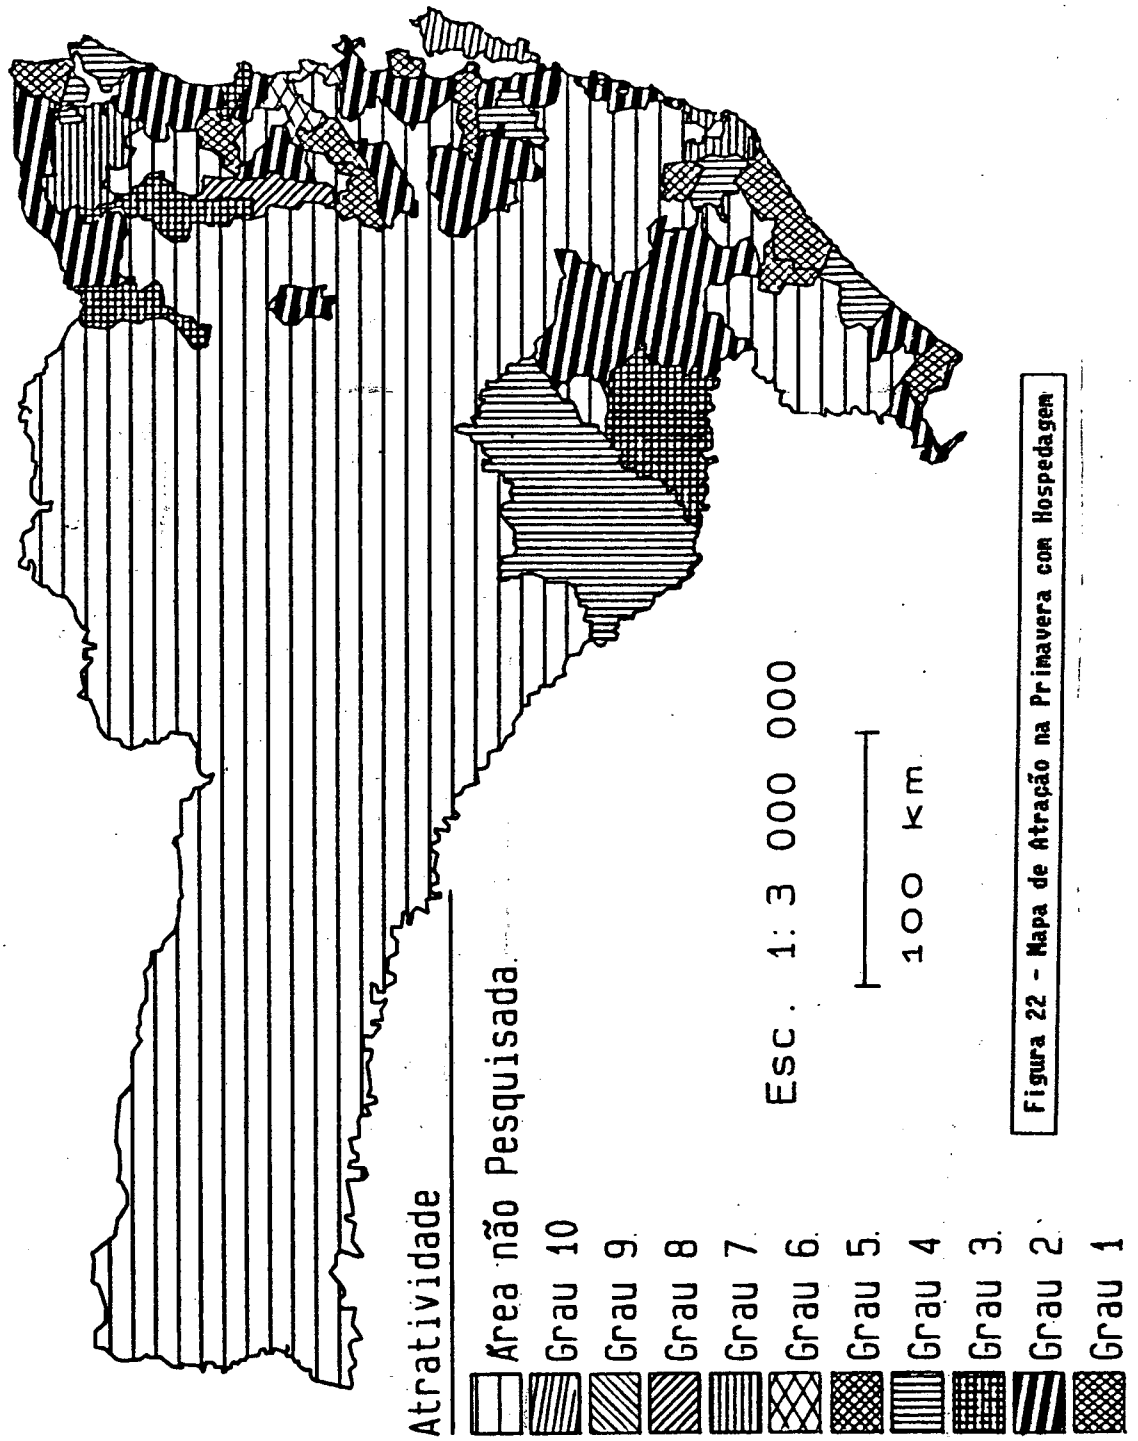 Atratividade
Área não Pesquisada.
Grau 10
Grau 9.
Grau 8
Grau 7.
Grau 6.
Grau 5.
Grau 4
Grau 3.
Grau 2.
Grau 1
Esc. 1: 3 000 000
100 km
Figura 22 - Mapa de Atração na Primavera com Hospedagem